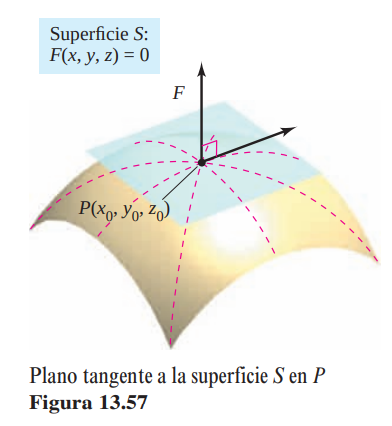 Superficie S:
F(x, y, z) = 0
F
P(x₀, y₀, z₀)
Plano tangente a la superficie S en P
Figura 13.57